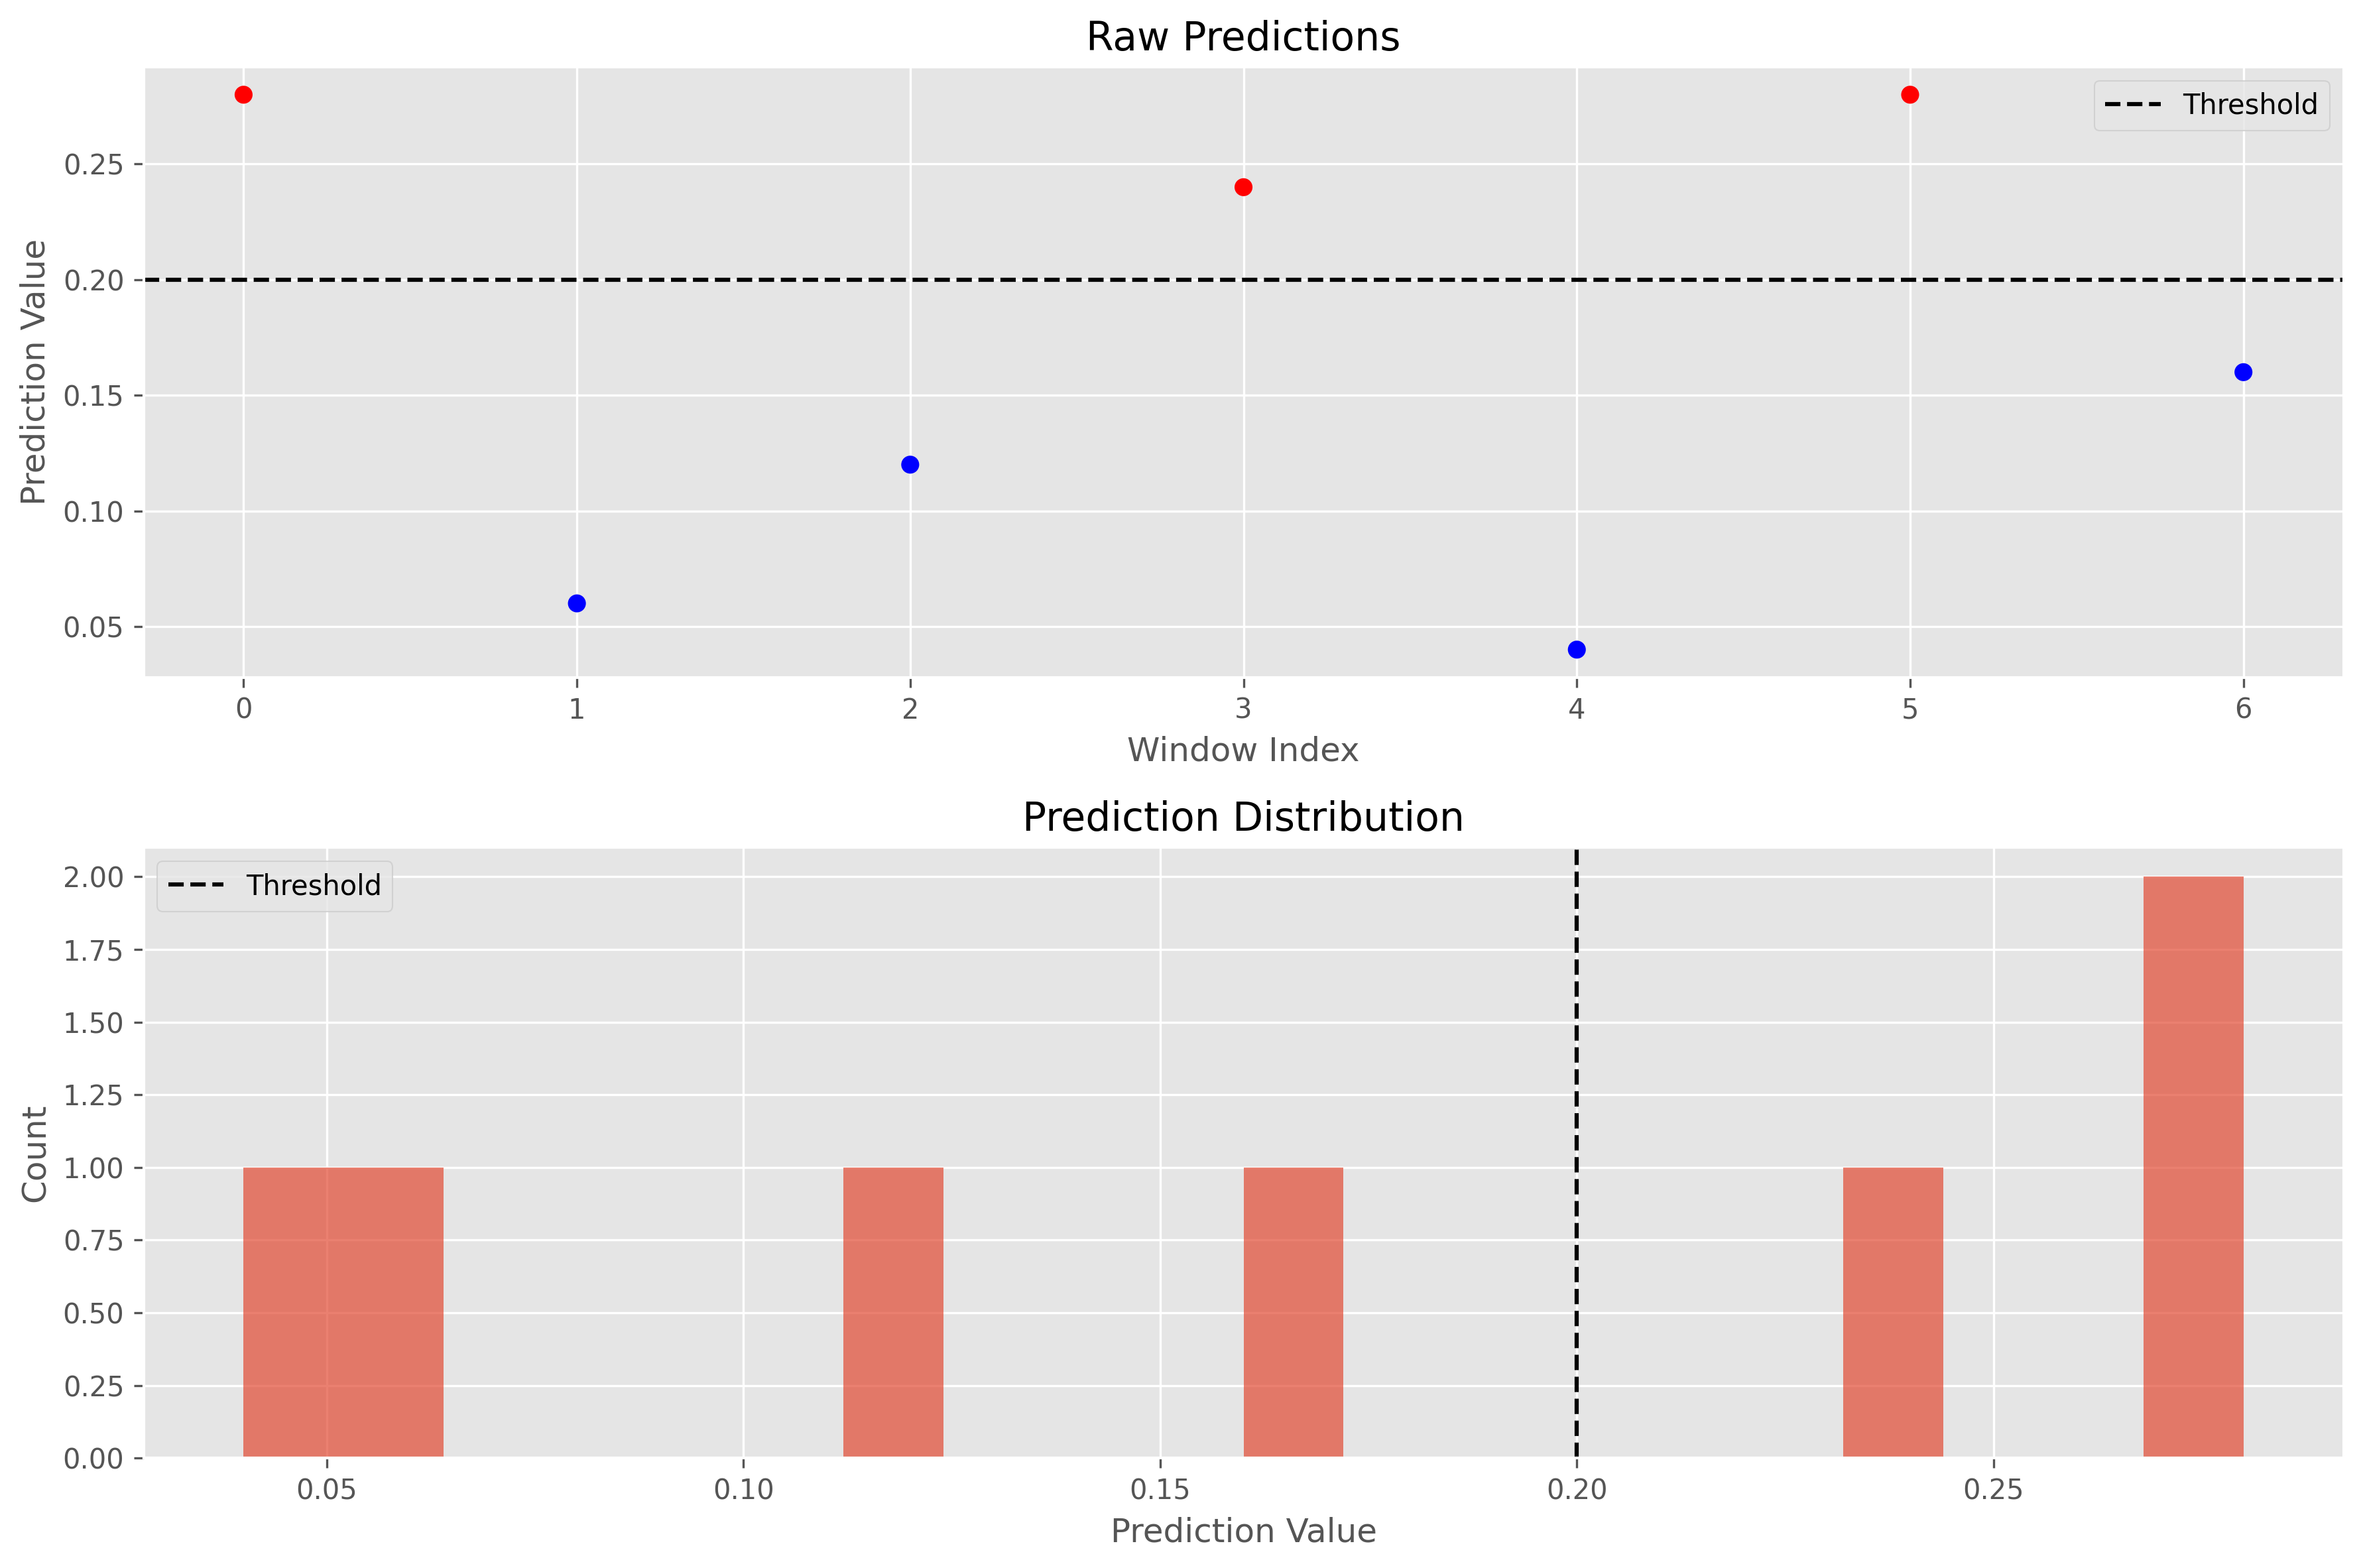 Raw Predictions
Threshold
Prediction Value
0.25
0.20
0.15
0.10
0.05
0 1 2 3 4 5 6
Window Index
Prediction Distribution
Threshold
Count
2.00
1.75
1.50
1.25
1.00
0.75
0.50
0.25
0.00
0.05 0.10 0.15 0.20 0.25
Prediction Value